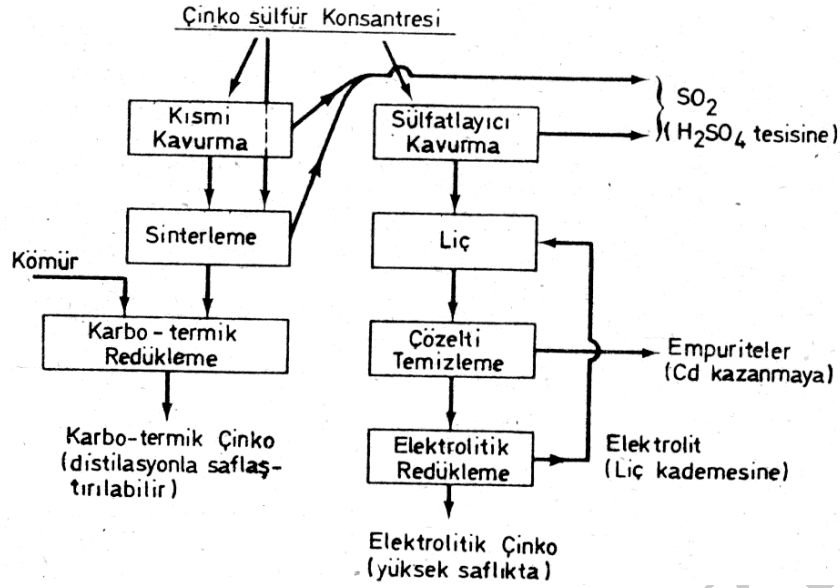 Çinko sülfür Konsantresi
Kısmi
Kavurma
Sülfatlayıcı
Kavurma
SO2
(H2SO4 tesisine)
Sinterleme
Liç
Kömür
Karbo-termik
Redükleme
Çözelti
Temizleme
Empuriteler
(Cd kazanmaya)
Karbo-termik Çinko
(distilasyonla saflaş-
tırılabilir)
Elektrolitik
Redükleme
Elektrolit
(Liç kademesine)
Elektrolitik Çinko
(yüksek saflıkta)